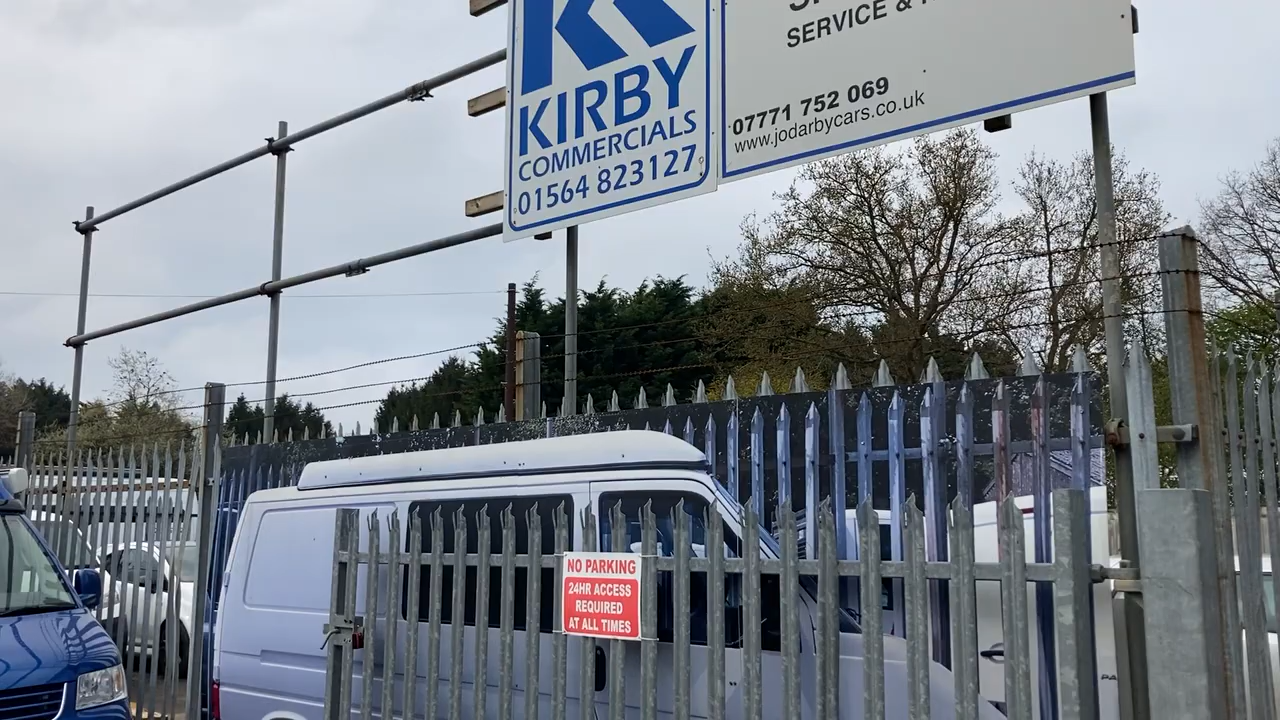 KIRBY
COMMERCIALS
01564 823127
SERVICE &
07771 752 069
www.jodarbycars.co.uk
NO PARKING
24HR ACCESS
REQUIRED
AT ALL TIMES